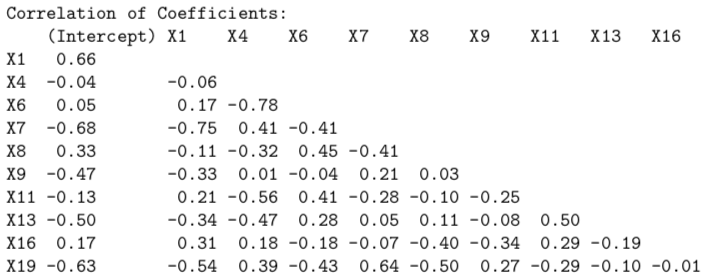 Correlation of Coefficients:
    (Intercept) X1    X4    X6    X7    X8    X9    X11   X13   X16
X1   0.66
X4  -0.04       -0.06
X6   0.05        0.17 -0.78
X7  -0.68       -0.75  0.41 -0.41
X8   0.33       -0.11 -0.32  0.45 -0.41
X9  -0.47       -0.33  0.01 -0.04  0.21  0.03
X11 -0.13        0.21 -0.56  0.41 -0.28 -0.10 -0.25
X13 -0.50       -0.34 -0.47  0.28  0.05  0.11 -0.08  0.50
X16  0.17        0.31  0.18 -0.18 -0.07 -0.40 -0.34  0.29 -0.19
X19 -0.63       -0.54  0.39 -0.43  0.64 -0.50  0.27 -0.29 -0.10 -0.01